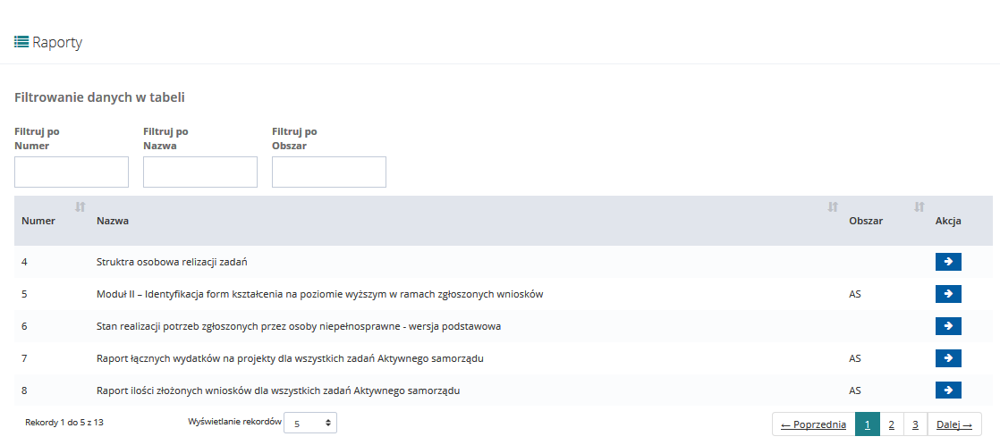 Raporty
Filtrowanie danych w tabeli
Filtruj po Numer
Filtruj po Nazwa
Filtruj po Obszar
Numer Nazwa Obszar Akcja
4 Struktra osobowa relizacji zadań
5 Moduł II – Identyfikacja form kształcenia na poziomie wyższym w ramach zgłoszonych wniosków AS
6 Stan realizacji potrzeb zgłoszonych przez osoby niepełnosprawne - wersja podstawowa
7 Raport łącznych wydatków na projekty dla wszystkich zadań Aktywnego samorządu AS
8 Raport ilości złożonych wniosków dla wszystkich zadań Aktywnego samorządu AS
Rekordy 1 do 5 z 13 Wyświetlanie rekordów 5 ← Poprzednia 1 2 3 Dalej →